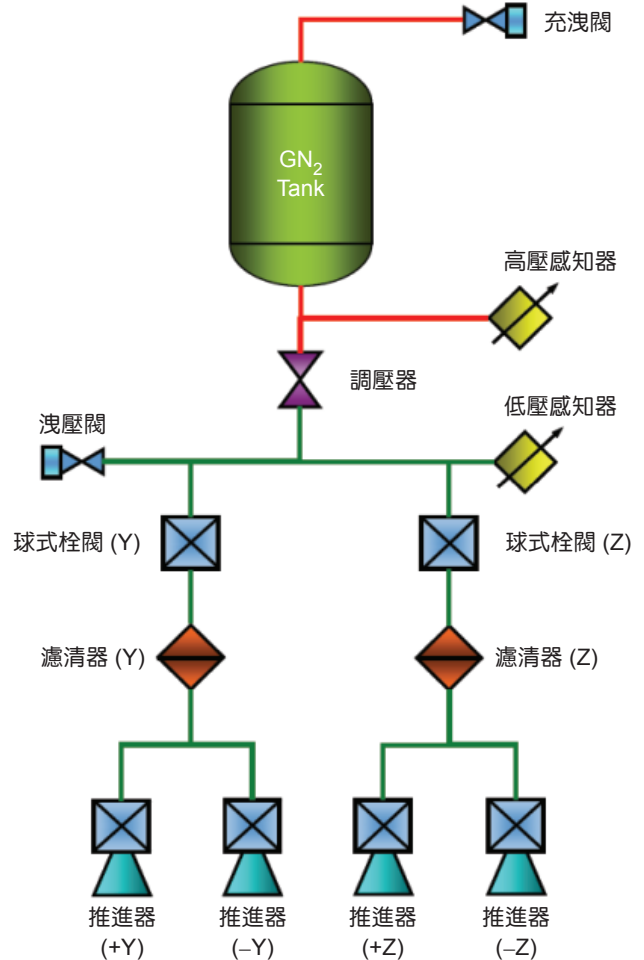 充洩閥
GN₂
Tank
高壓感知器
調壓器
低壓感知器
洩壓閥
球式栓閥 (Y)
球式栓閥 (Z)
濾清器 (Y)
濾清器 (Z)
推進器
(+Y)
推進器
(–Y)
推進器
(+Z)
推進器
(–Z)